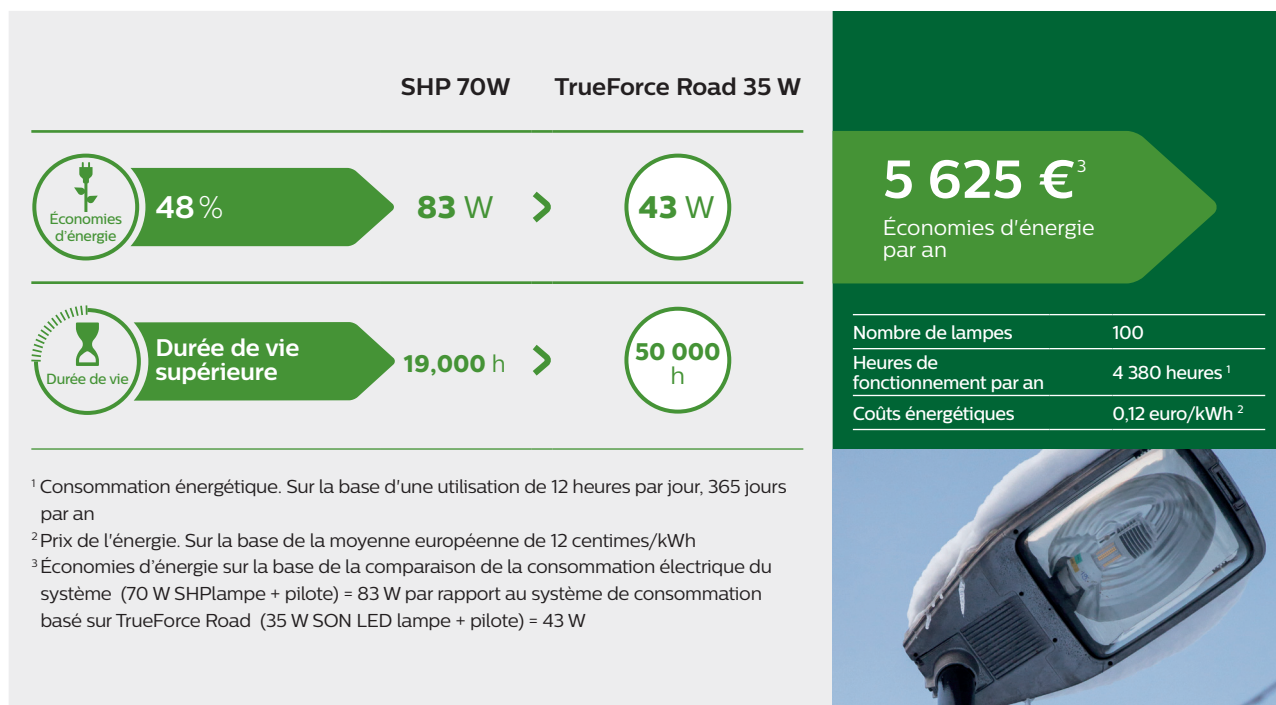 SHP 70W TrueForce Road 35 W
Économies
d'énergie
48 % 83 W > 43 W
Durée de vie
Durée de vie
supérieure
19,000 h > 50 000
h
¹ Consommation énergétique. Sur la base d'une utilisation de 12 heures par jour, 365 jours
par an
² Prix de l'énergie. Sur la base de la moyenne européenne de 12 centimes/kWh
³ Économies d'énergie sur la base de la comparaison de la consommation électrique du
système (70 W SHPlampe + pilote) = 83 W par rapport au système de consommation
basé sur TrueForce Road (35 W SON LED lampe + pilote) = 43 W
5 625 €³
Économies d'énergie
par an
Nombre de lampes 100
Heures de
fonctionnement par an 4 380 heures ¹
Coûts énergétiques 0,12 euro/kWh ²